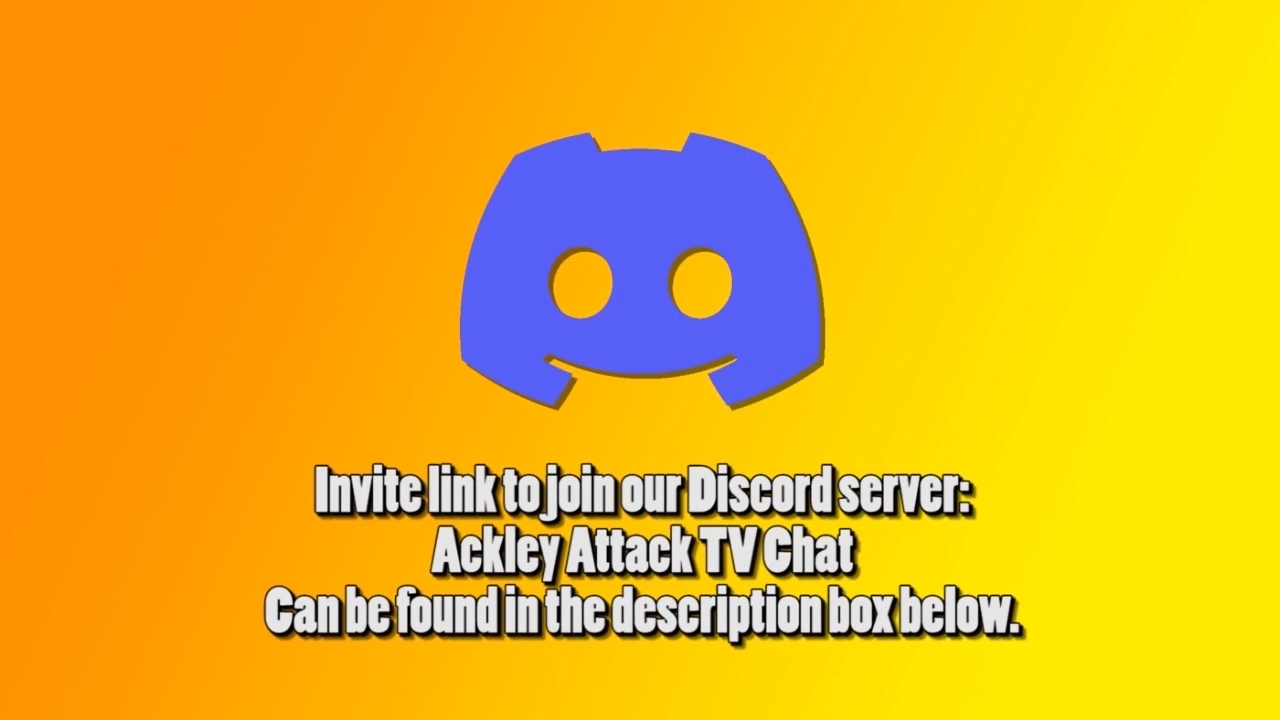 Invite link to join our Discord server:
Ackley Attack TV Chat
Can be found in the description box below.